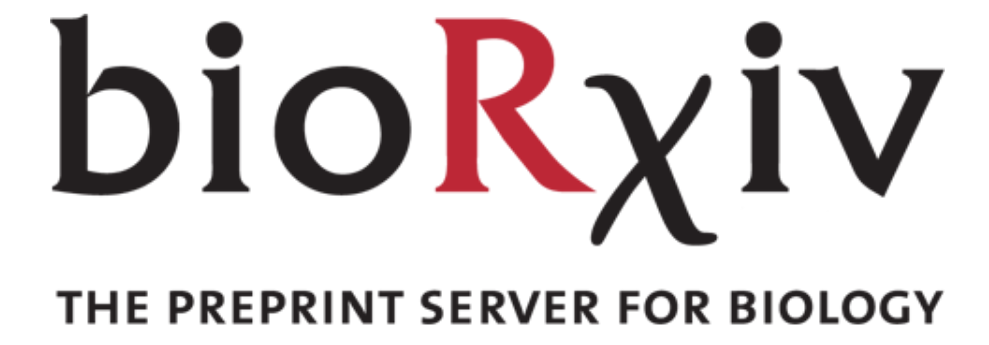 bioRχiv
THE PREPRINT SERVER FOR BIOLOGY